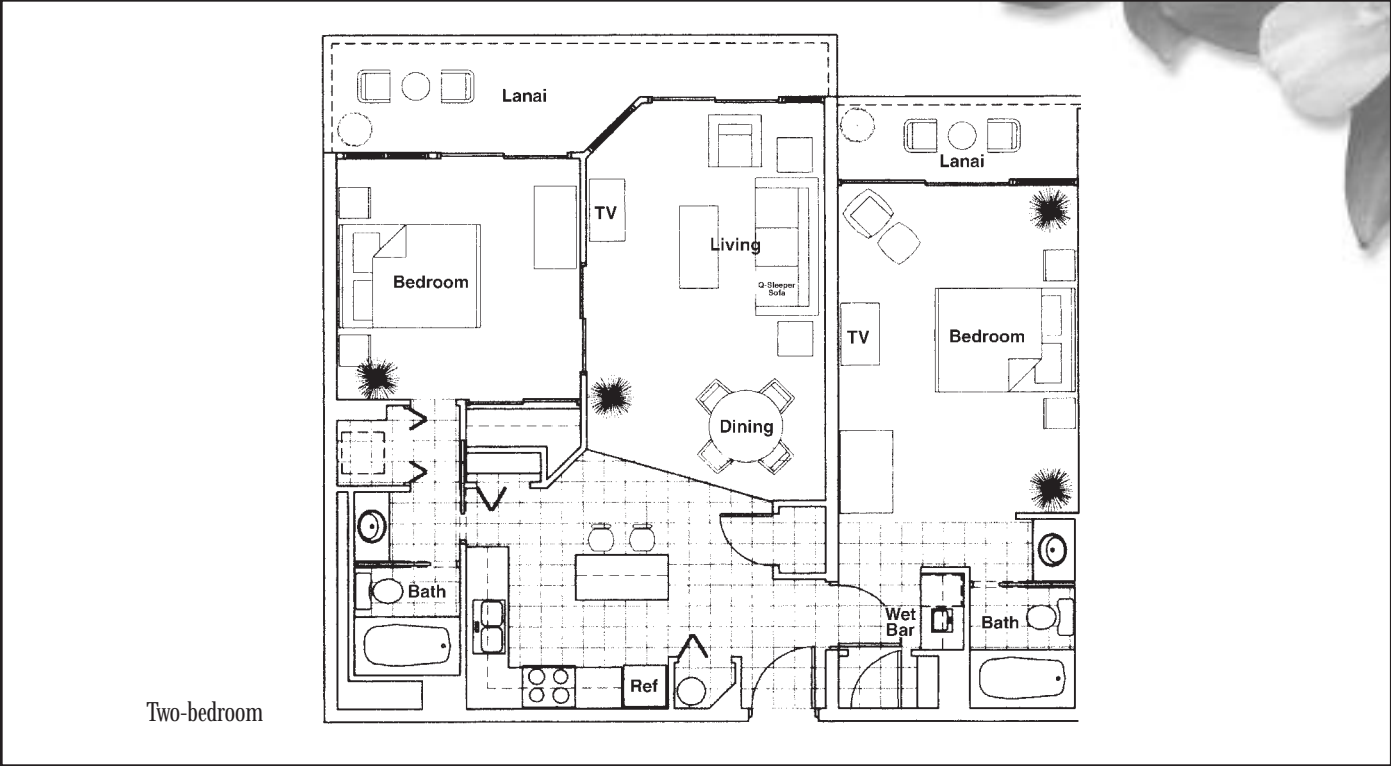 Lanai
Lanai
TV
Living
Q-Sleeper
Sofa
Bedroom
TV
Bedroom
Dining
Bath
Wet
Bar
Bath
Ref
Two-bedroom